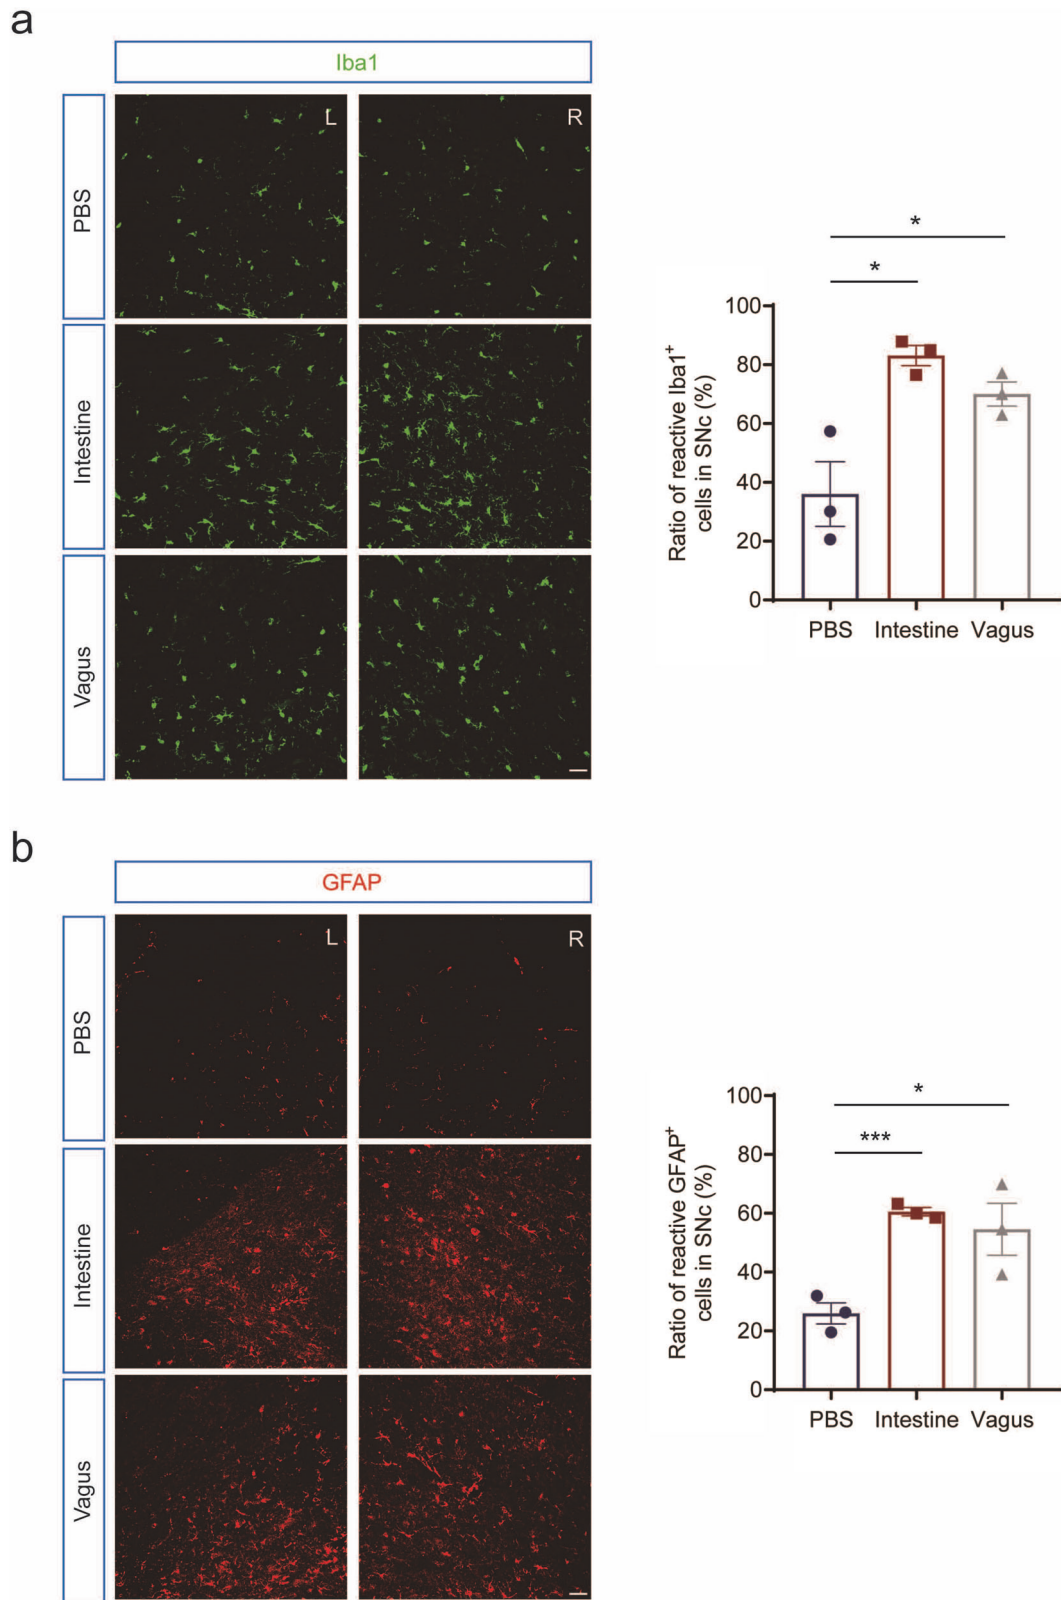 a
Iba1
L
R
PBS
Intestine
Vagus
*
*
Ratio of reactive Iba1⁺
cells in SNc (%)
100
80
60
40
20
0
PBS
Intestine
Vagus
b
GFAP
L
R
PBS
Intestine
Vagus
*
***
Ratio of reactive GFAP⁺
cells in SNc (%)
100
80
60
40
20
0
PBS
Intestine
Vagus